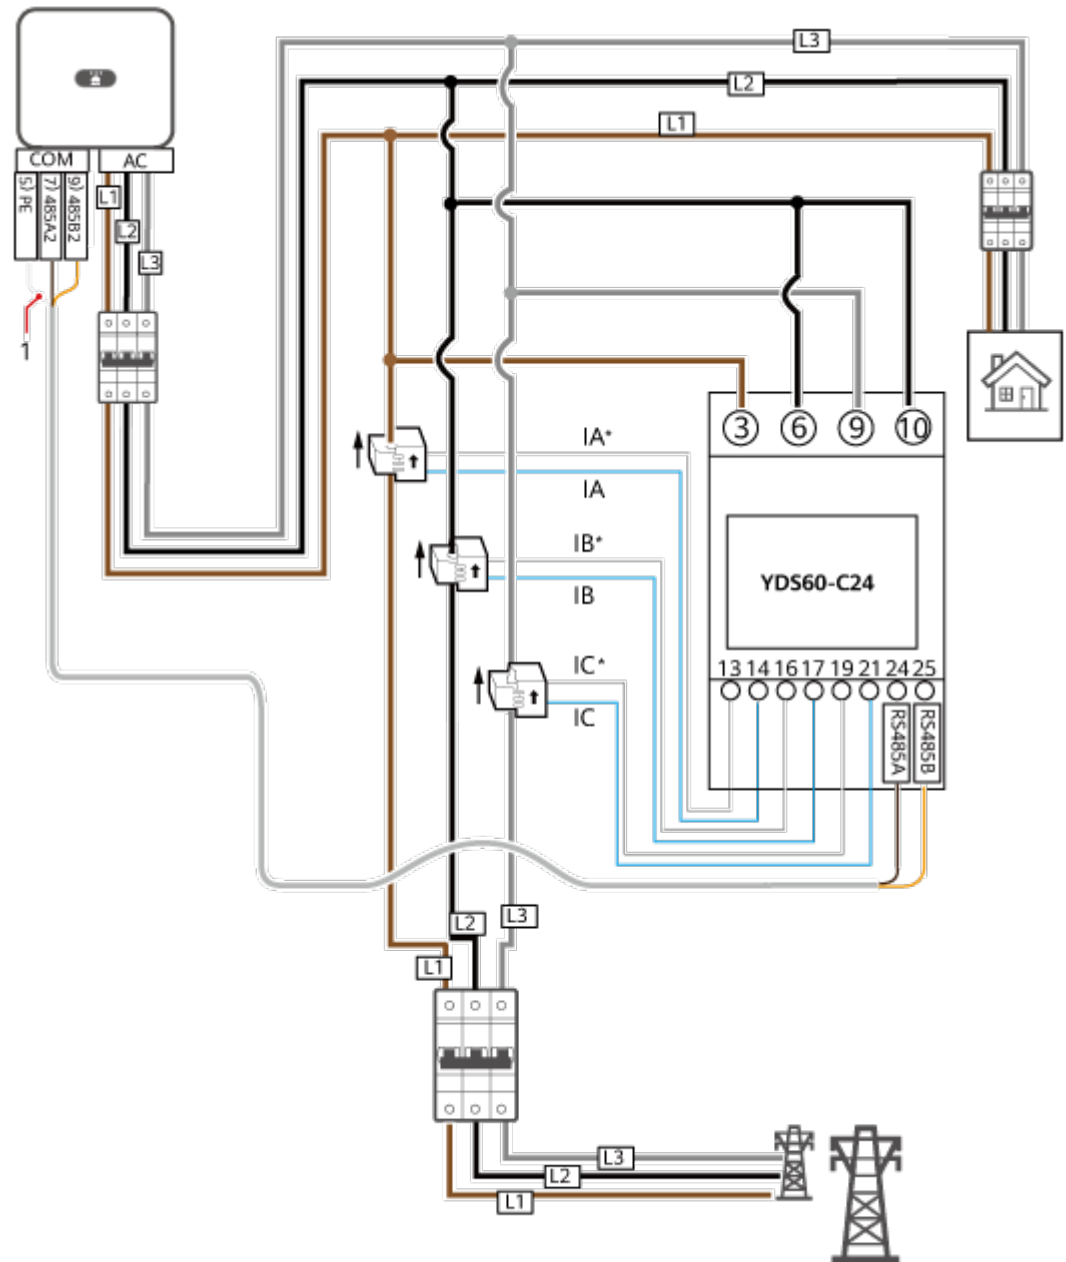 L3
L2
L1
COM
AC
5) PE
7) 485A2
9) 485B2
L1
L2
L3
1
3
6
9
10
IA*
IA
IB*
IB
YDS60-C24
IC*
IC
13 14 16 17 19 21 24 25
RS485A
RS485B
L2
L3
L1
L3
L2
L1